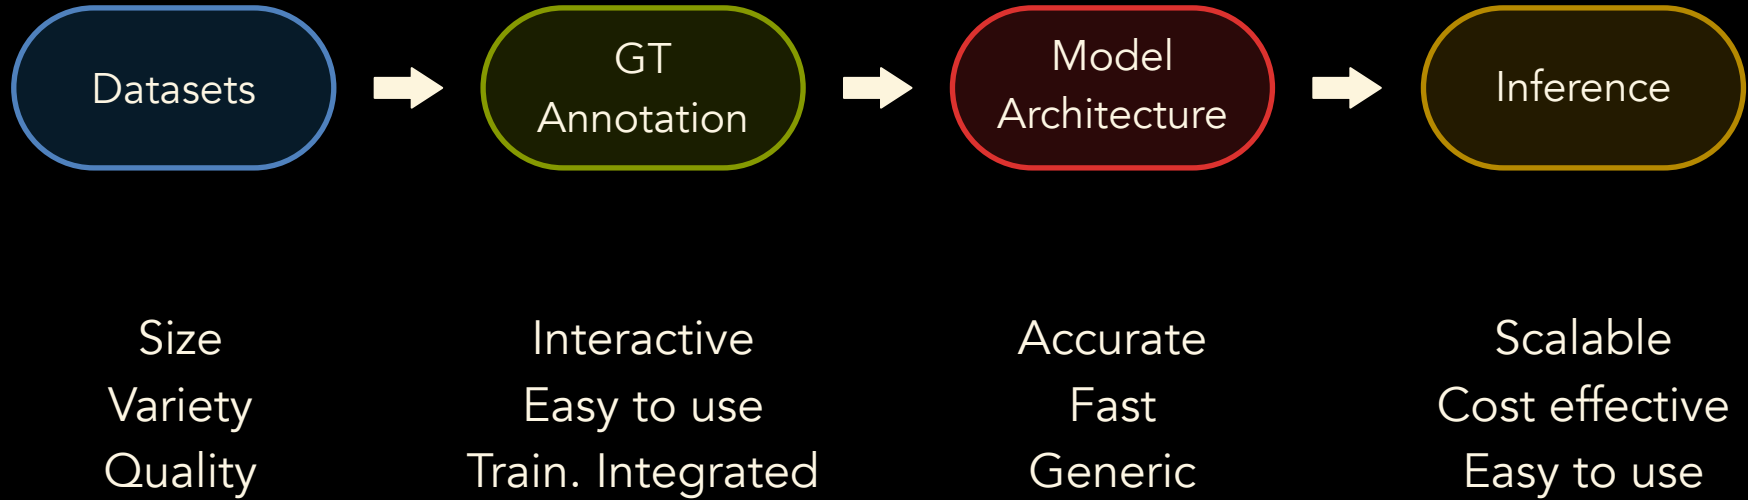 Datasets
GT
Annotation
Model
Architecture
Inference
Size
Variety
Quality
Interactive
Easy to use
Train. Integrated
Accurate
Fast
Generic
Scalable
Cost effective
Easy to use